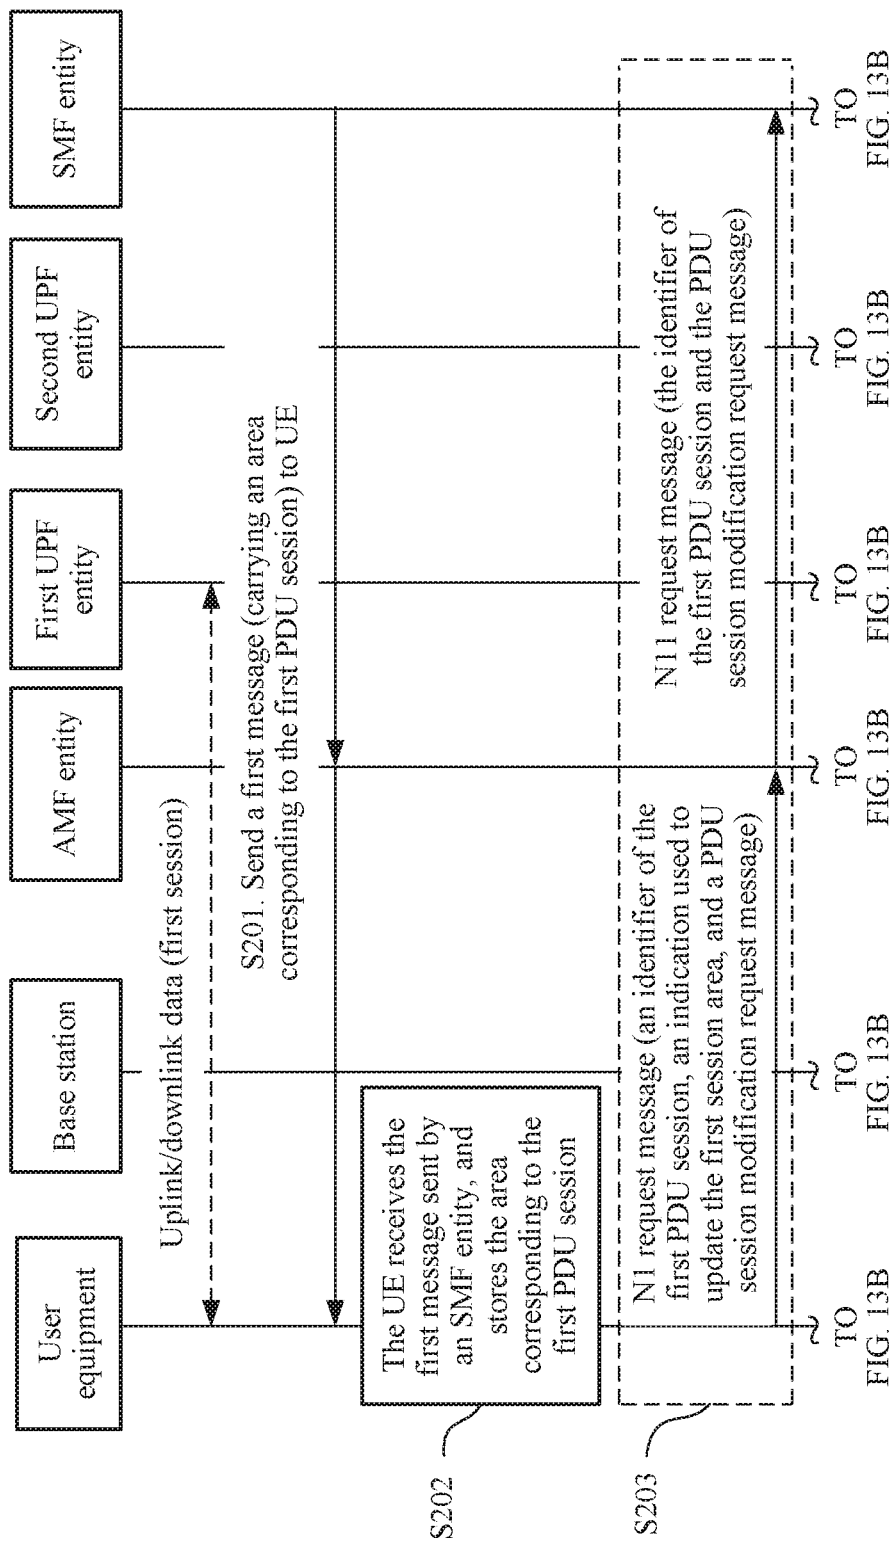 User
equipment
Base station
AMF entity
First UPF
entity
Second UPF
entity
SMF entity
Uplink/downlink data (first session)
S201. Send a first message (carrying an area
corresponding to the first PDU session) to UE
S202
The UE receives the
first message sent by
an SMF entity, and
stores the area
corresponding to the
first PDU session
S203
N1 request message (an identifier of the
first PDU session, an indication used to
update the first session area, and a PDU
session modification request message)
N11 request message (the identifier of
the first PDU session and the PDU
session modification request message)
TO
FIG. 13B
TO
FIG. 13B
TO
FIG. 13B
TO
FIG. 13B
TO
FIG. 13B
TO
FIG. 13B